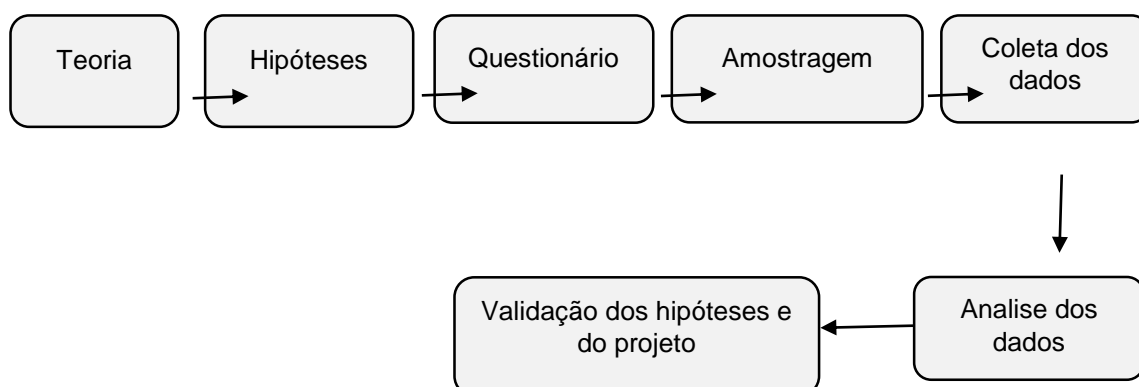 Teoria
Hipóteses
Questionário
Amostragem
Coleta dos
dados
Validação dos hipóteses e
do projeto
Analise dos
dados